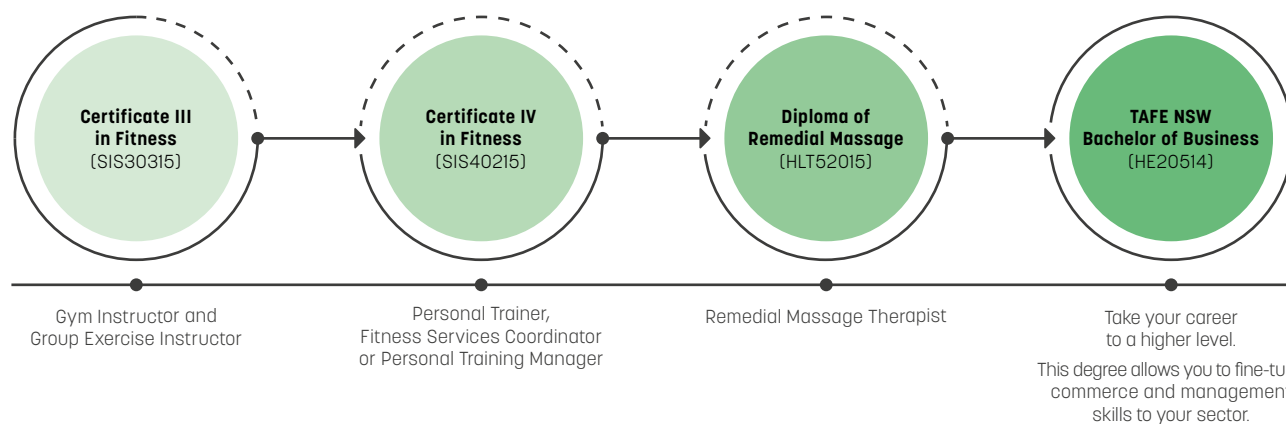 Certificate III
in Fitness
(SIS30315)
Certificate IV
in Fitness
(SIS40215)
Diploma of
Remedial Massage
(HLT52015)
TAFE NSW
Bachelor of Business
(HE20514)
Gym Instructor and
Group Exercise Instructor
Personal Trainer,
Fitness Services Coordinator
or Personal Training Manager
Remedial Massage Therapist
Take your career
to a higher level.
This degree allows you to
commerce and management
skills to your sector.